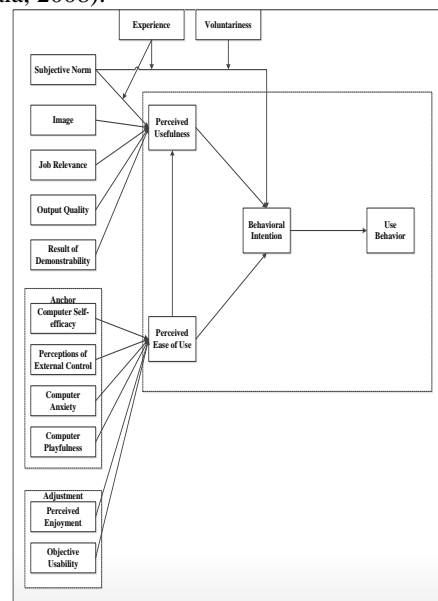 2008).
Experience
Voluntariness
Subjective Norm
Image
Job Relevance
Output Quality
Result of
Demonstrability
Perceived
Usefulness
Behavioral
Intention
Use
Behavior
Anchor
Computer Self-
efficacy
Perceptions of
External Control
Computer
Anxiety
Computer
Playfulness
Perceived
Ease of Use
Adjustment
Perceived
Enjoyment
Objective
Usability